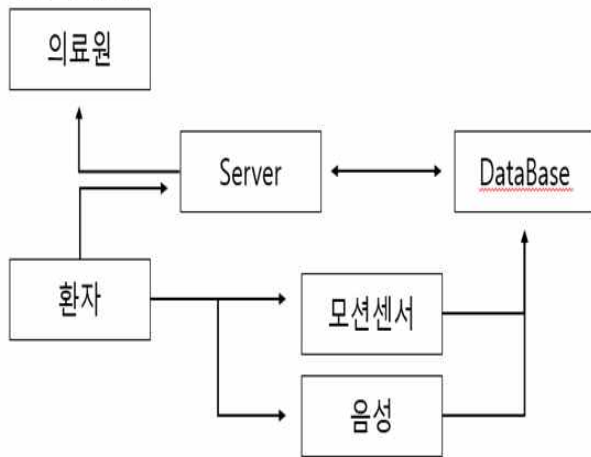 의료원
Server
DataBase
환자
모션센서
음성